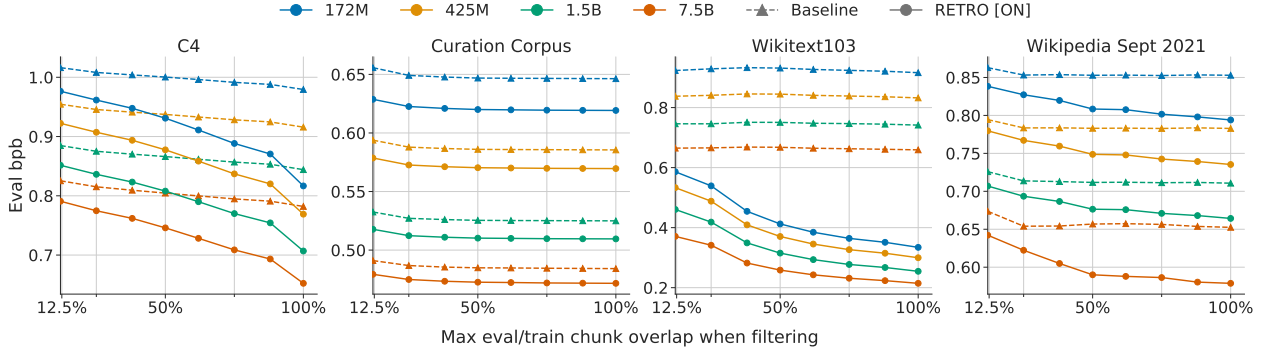 172M 425M 1.5B 7.5B Baseline RETRO [ON]
C4 Curation Corpus Wikitext103 Wikipedia Sept 2021
Eval bpb
1.0
0.9
0.8
0.7
12.5% 50% 100%
0.65
0.60
0.55
0.50
12.5% 50% 100%
0.8
0.6
0.4
0.2
12.5% 50% 100%
0.85
0.80
0.75
0.70
0.65
0.60
12.5% 50% 100%
Max eval/train chunk overlap when filtering